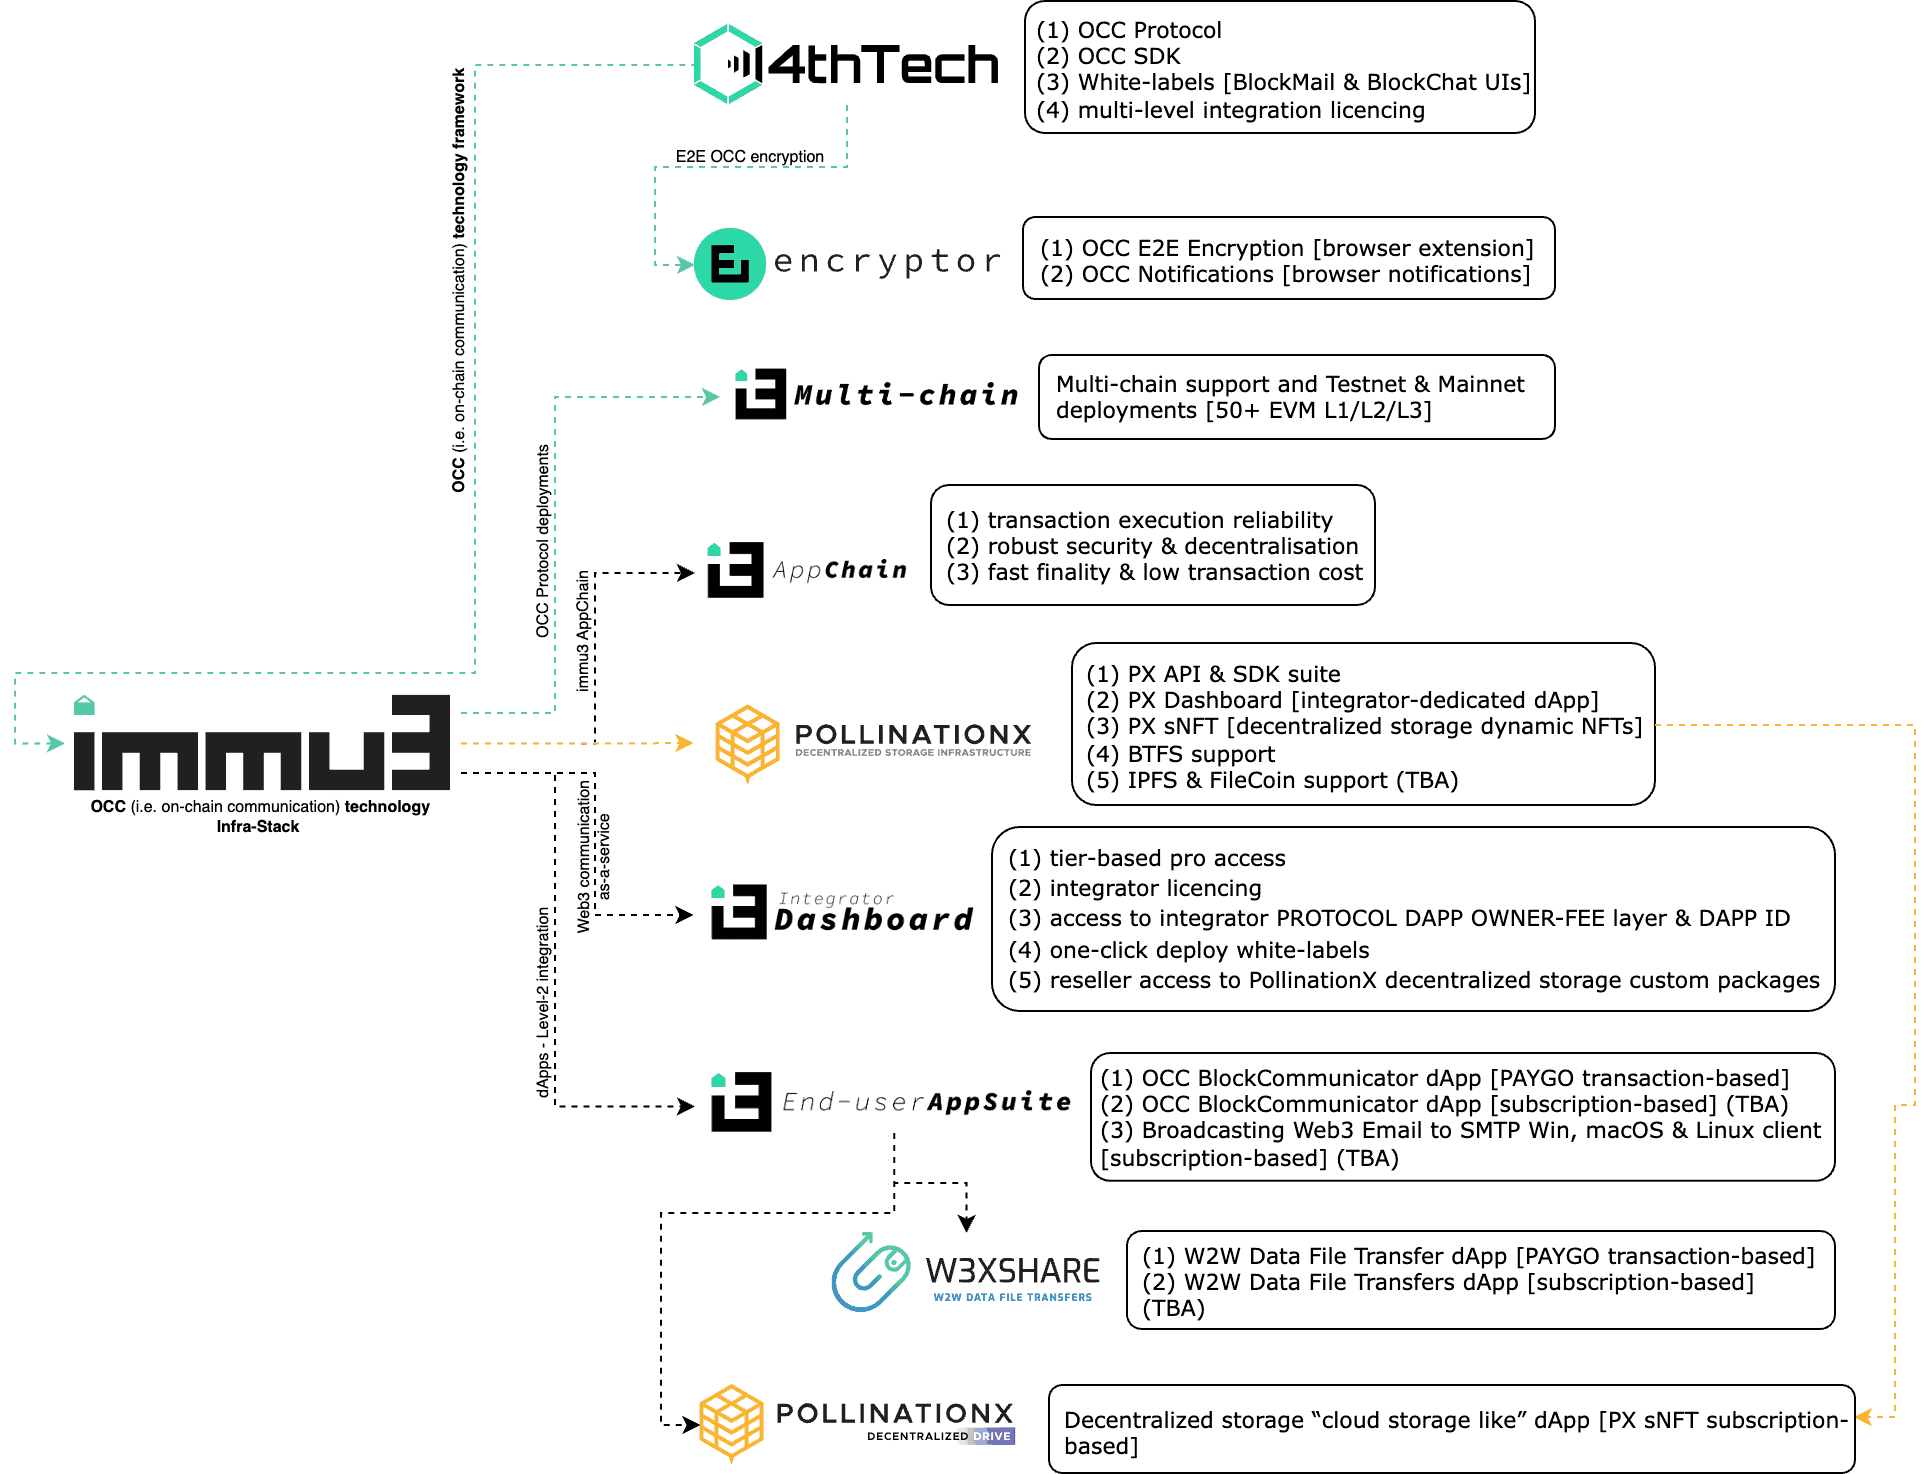 4thTech
(1) OCC Protocol
(2) OCC SDK
(3) White-labels [BlockMail & BlockChat UIs]
(4) multi-level integration licencing
OCC (i.e. on-chain communication) technology framework
E2E OCC encryption
encryptor
(1) OCC E2E Encryption [browser extension]
(2) OCC Notifications [browser notifications]
i3 Multi-chain
Multi-chain support and Testnet & Mainnet
deployments [50+ EVM L1/L2/L3]
OCC Protocol deployments
i3 AppChain
(1) transaction execution reliability
(2) robust security & decentralisation
(3) fast finality & low transaction cost
immu3 AppChain
immu3
OCC (i.e. on-chain communication) technology
Infra-Stack
POLLINATIONX
DECENTRALIZED STORAGE INFRASTRUCTURE
(1) PX API & SDK suite
(2) PX Dashboard [integrator-dedicated dApp]
(3) PX sNFT [decentralized storage dynamic NFTs]
(4) BTFS support
(5) IPFS & FileCoin support (TBA)
Web3 communication
as-a-service
i3 Integrator
Dashboard
(1) tier-based pro access
(2) integrator licencing
(3) access to integrator PROTOCOL DAPP OWNER-FEE layer & DAPP ID
(4) one-click deploy white-labels
(5) reseller access to PollinationX decentralized storage custom packages
dApps - Level-2 integration
i3 End-userAppSuite
(1) OCC BlockCommunicator dApp [PAYGO transaction-based]
(2) OCC BlockCommunicator dApp [subscription-based] (TBA)
(3) Broadcasting Web3 Email to SMTP Win, macOS & Linux client
[subscription-based] (TBA)
W3XSHARE
W2W DATA FILE TRANSFERS
(1) W2W Data File Transfer dApp [PAYGO transaction-based]
(2) W2W Data File Transfers dApp [subscription-based]
(TBA)
POLLINATIONX
DECENTRALIZED DRIVE
Decentralized storage “cloud storage like” dApp [PX sNFT subscription-
based]